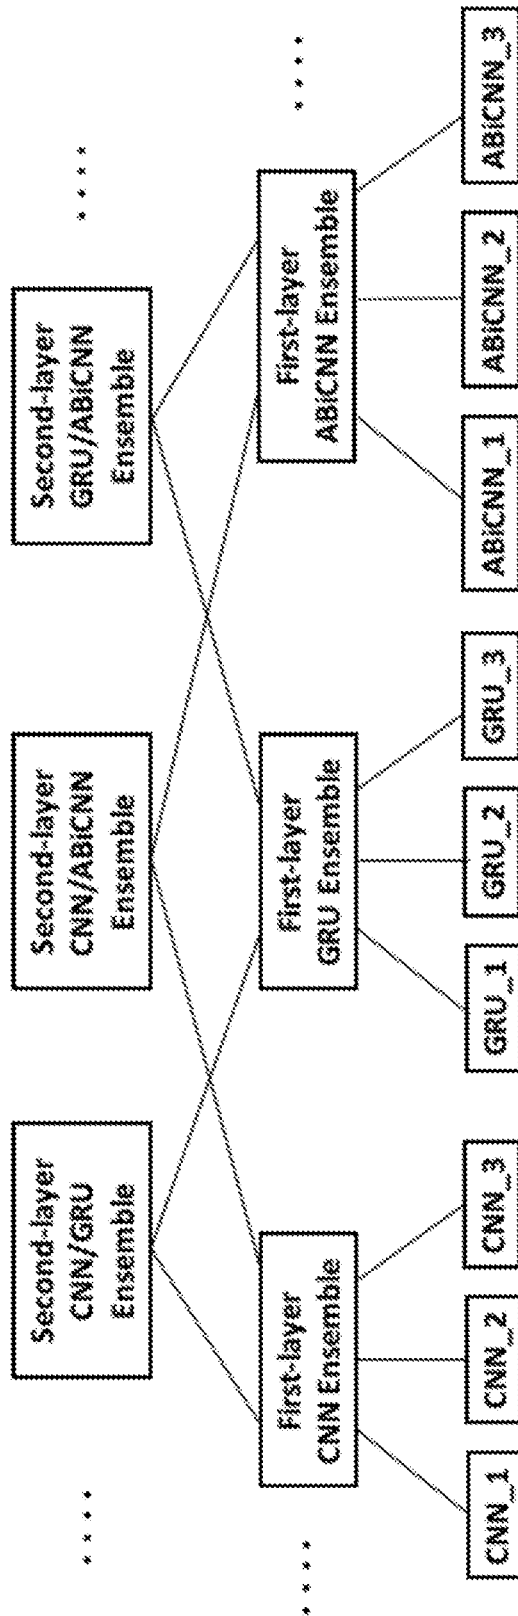 ....
Second-layer
CNN/GRU
Ensemble
Second-layer
CNN/ABiCNN
Ensemble
Second-layer
GRU/ABiCNN
Ensemble
....
....
First-layer
CNN Ensemble
First-layer
GRU Ensemble
First-layer
ABiCNN Ensemble
....
CNN_1
CNN_2
CNN_3
GRU_1
GRU_2
GRU_3
ABiCNN_1
ABiCNN_2
ABiCNN_3